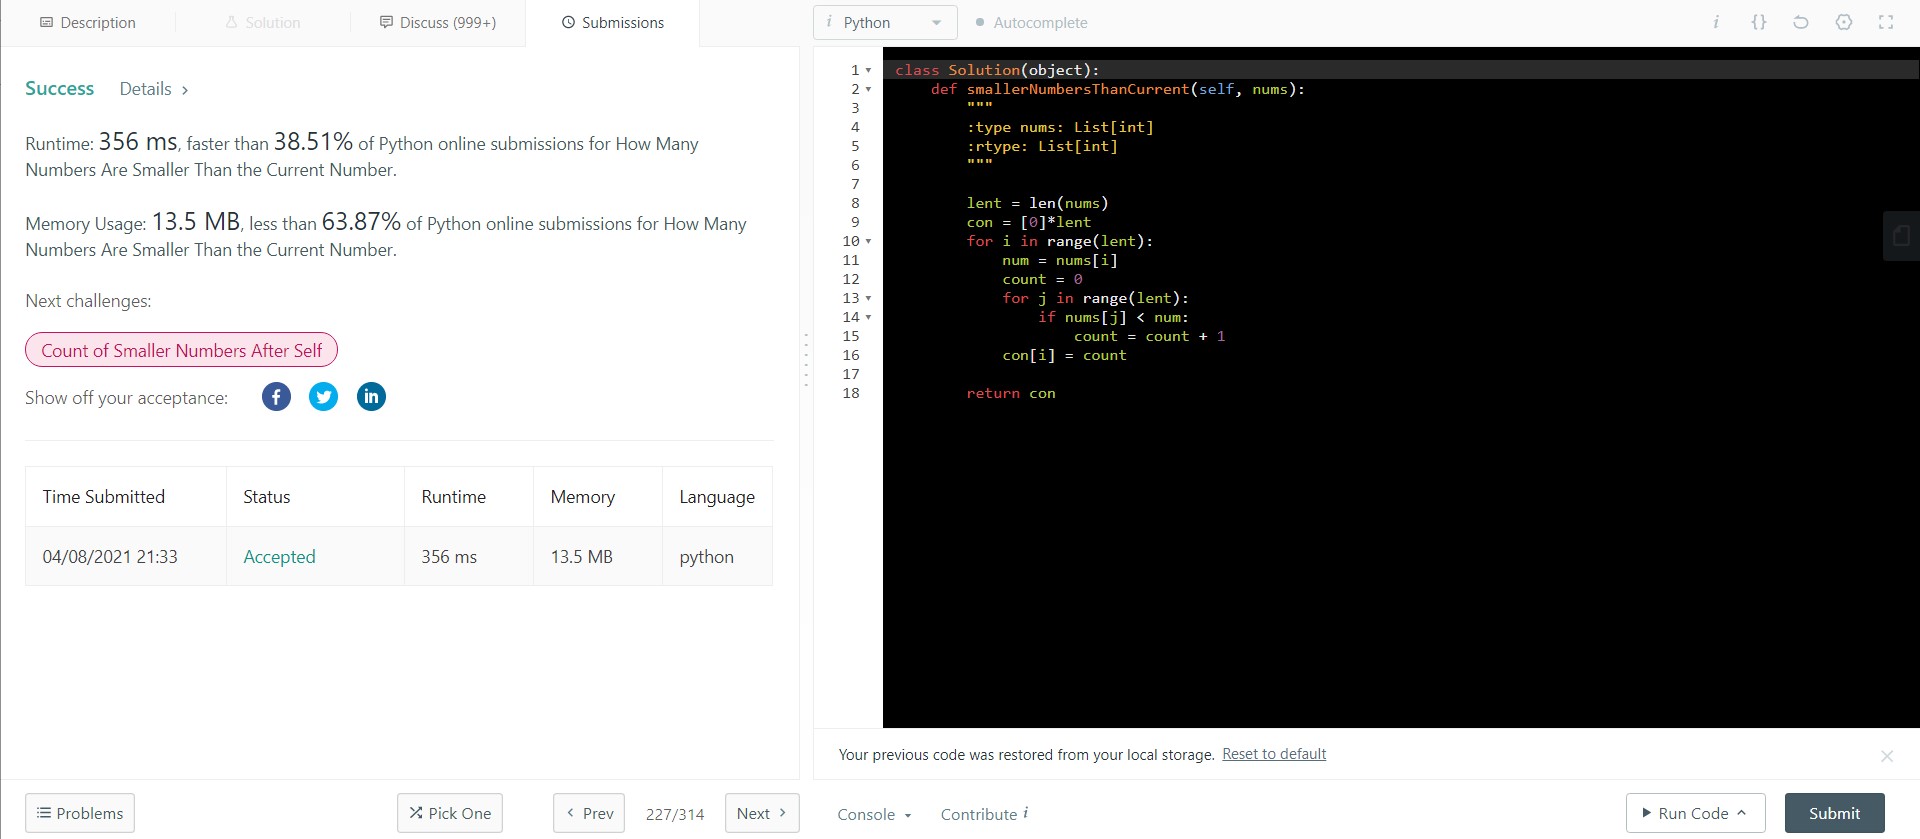 Description
Solution
Discuss (999+)
Submissions
i Python
Autocomplete
i {}
Success
Details >
Runtime: 356 ms, faster than 38.51% of Python online submissions for How Many
Numbers Are Smaller Than the Current Number.
Memory Usage: 13.5 MB, less than 63.87% of Python online submissions for How Many
Numbers Are Smaller Than the Current Number.
Next challenges:
Count of Smaller Numbers After Self
Show off your acceptance:
f
in
Time Submitted Status Runtime Memory Language
04/08/2021 21:33 Accepted 356 ms 13.5 MB python
1 class Solution(object):
2 def smallerNumbersThanCurrent(self, nums):
3 """
4 :type nums: List[int]
5 :rtype: List[int]
6 """
7
8 lent = len(nums)
9 con = [0]*lent
10 for i in range(lent):
11 num = nums[i]
12 count = 0
13 for j in range(lent):
14 if nums[j] < num:
15 count = count + 1
16 con[i] = count
17
18 return con
Your previous code was restored from your local storage. Reset to default
Problems
Pick One
< Prev
227/314
Next >
Console
Contribute i
Run Code
Submit